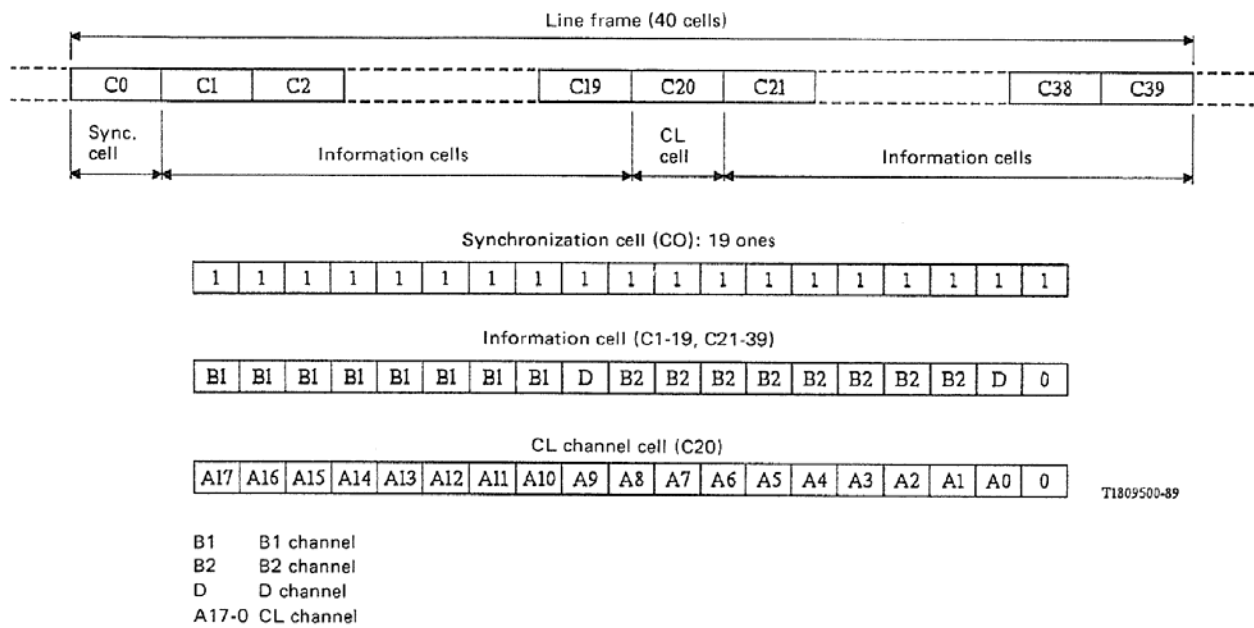 Line frame (40 cells)
C0 C1 C2 C19 C20 C21 C38 C39
Sync. cell
Information cells
CL cell
Information cells
Synchronization cell (CO): 19 ones
1 1 1 1 1 1 1 1 1 1 1 1 1 1 1 1 1 1 1
Information cell (C1-19, C21-39)
B1 B1 B1 B1 B1 B1 B1 B1 D B2 B2 B2 B2 B2 B2 B2 B2 D 0
CL channel cell (C20)
A17 A16 A15 A14 A13 A12 A11 A10 A9 A8 A7 A6 A5 A4 A3 A2 A1 A0 0
T1809500-89
B1 B1 channel
B2 B2 channel
D D channel
A17-0 CL channel